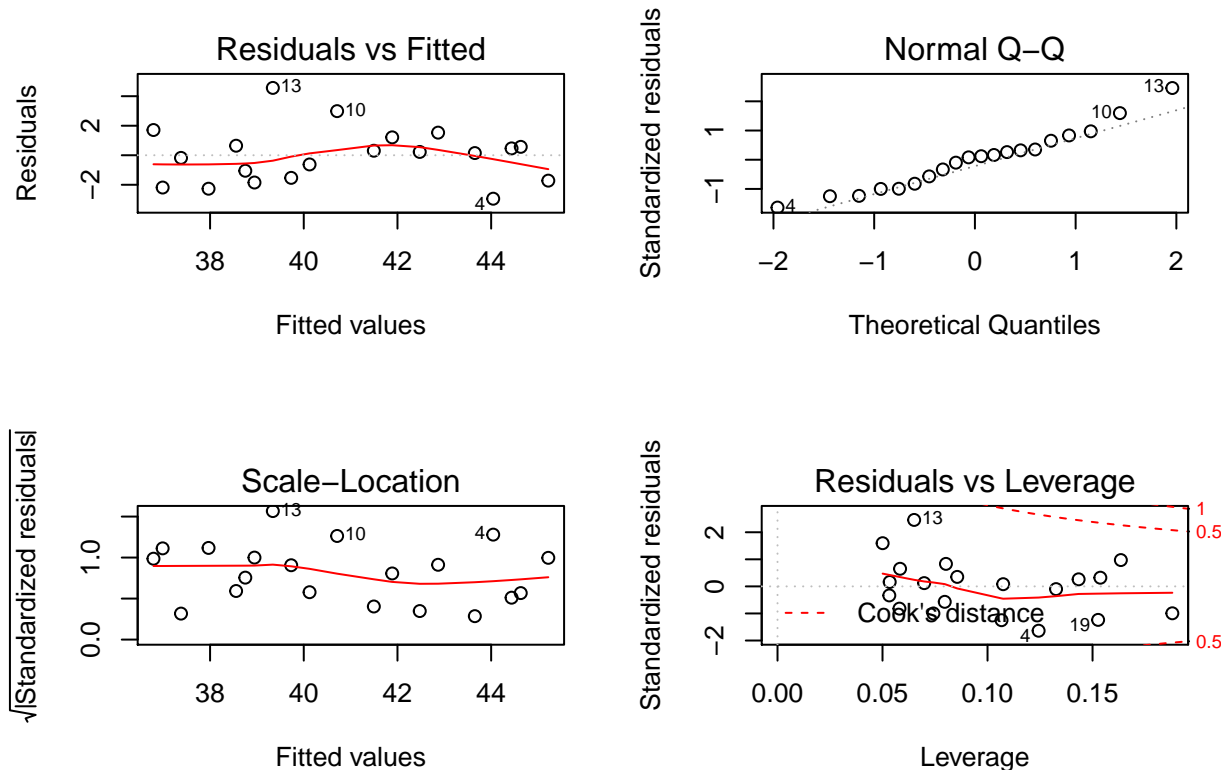 Residuals vs Fitted
Residuals
2
−2
13
10
4
38 40 42 44
Fitted values
Normal Q−Q
Standardized residuals
1
−1
13
10
4
−2 −1 0 1 2
Theoretical Quantiles
Scale−Location
√|Standardized residuals|
1.0
0.0
13
10
4
38 40 42 44
Fitted values
Residuals vs Leverage
Standardized residuals
2
0
−2
13
1
0.5
Cook's distance
4
19
0.5
0.00 0.05 0.10 0.15
Leverage